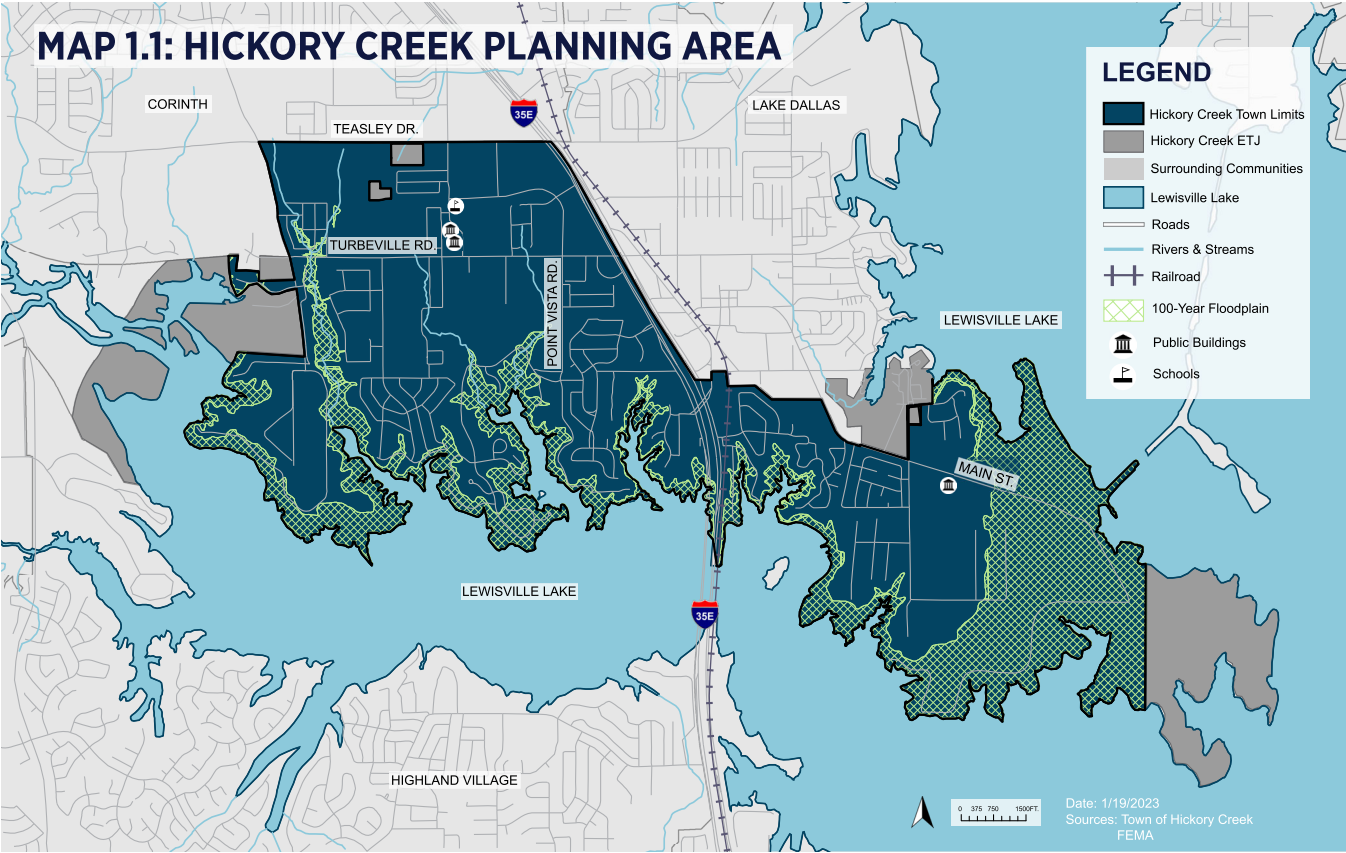 MAP 1.1: HICKORY CREEK PLANNING AREA
LEGEND
Hickory Creek Town Limits
Hickory Creek ETJ
Surrounding Communities
Lewisville Lake
Roads
Rivers & Streams
Railroad
100-Year Floodplain
Public Buildings
Schools
CORINTH
LAKE DALLAS
35E
TEASLEY DR.
TURBEVILLE RD.
POINT VISTA RD.
LEWISVILLE LAKE
MAIN ST.
LEWISVILLE LAKE
35E
HIGHLAND VILLAGE
0 375 750 1500FT.
Date: 1/19/2023
Sources: Town of Hickory Creek
FEMA